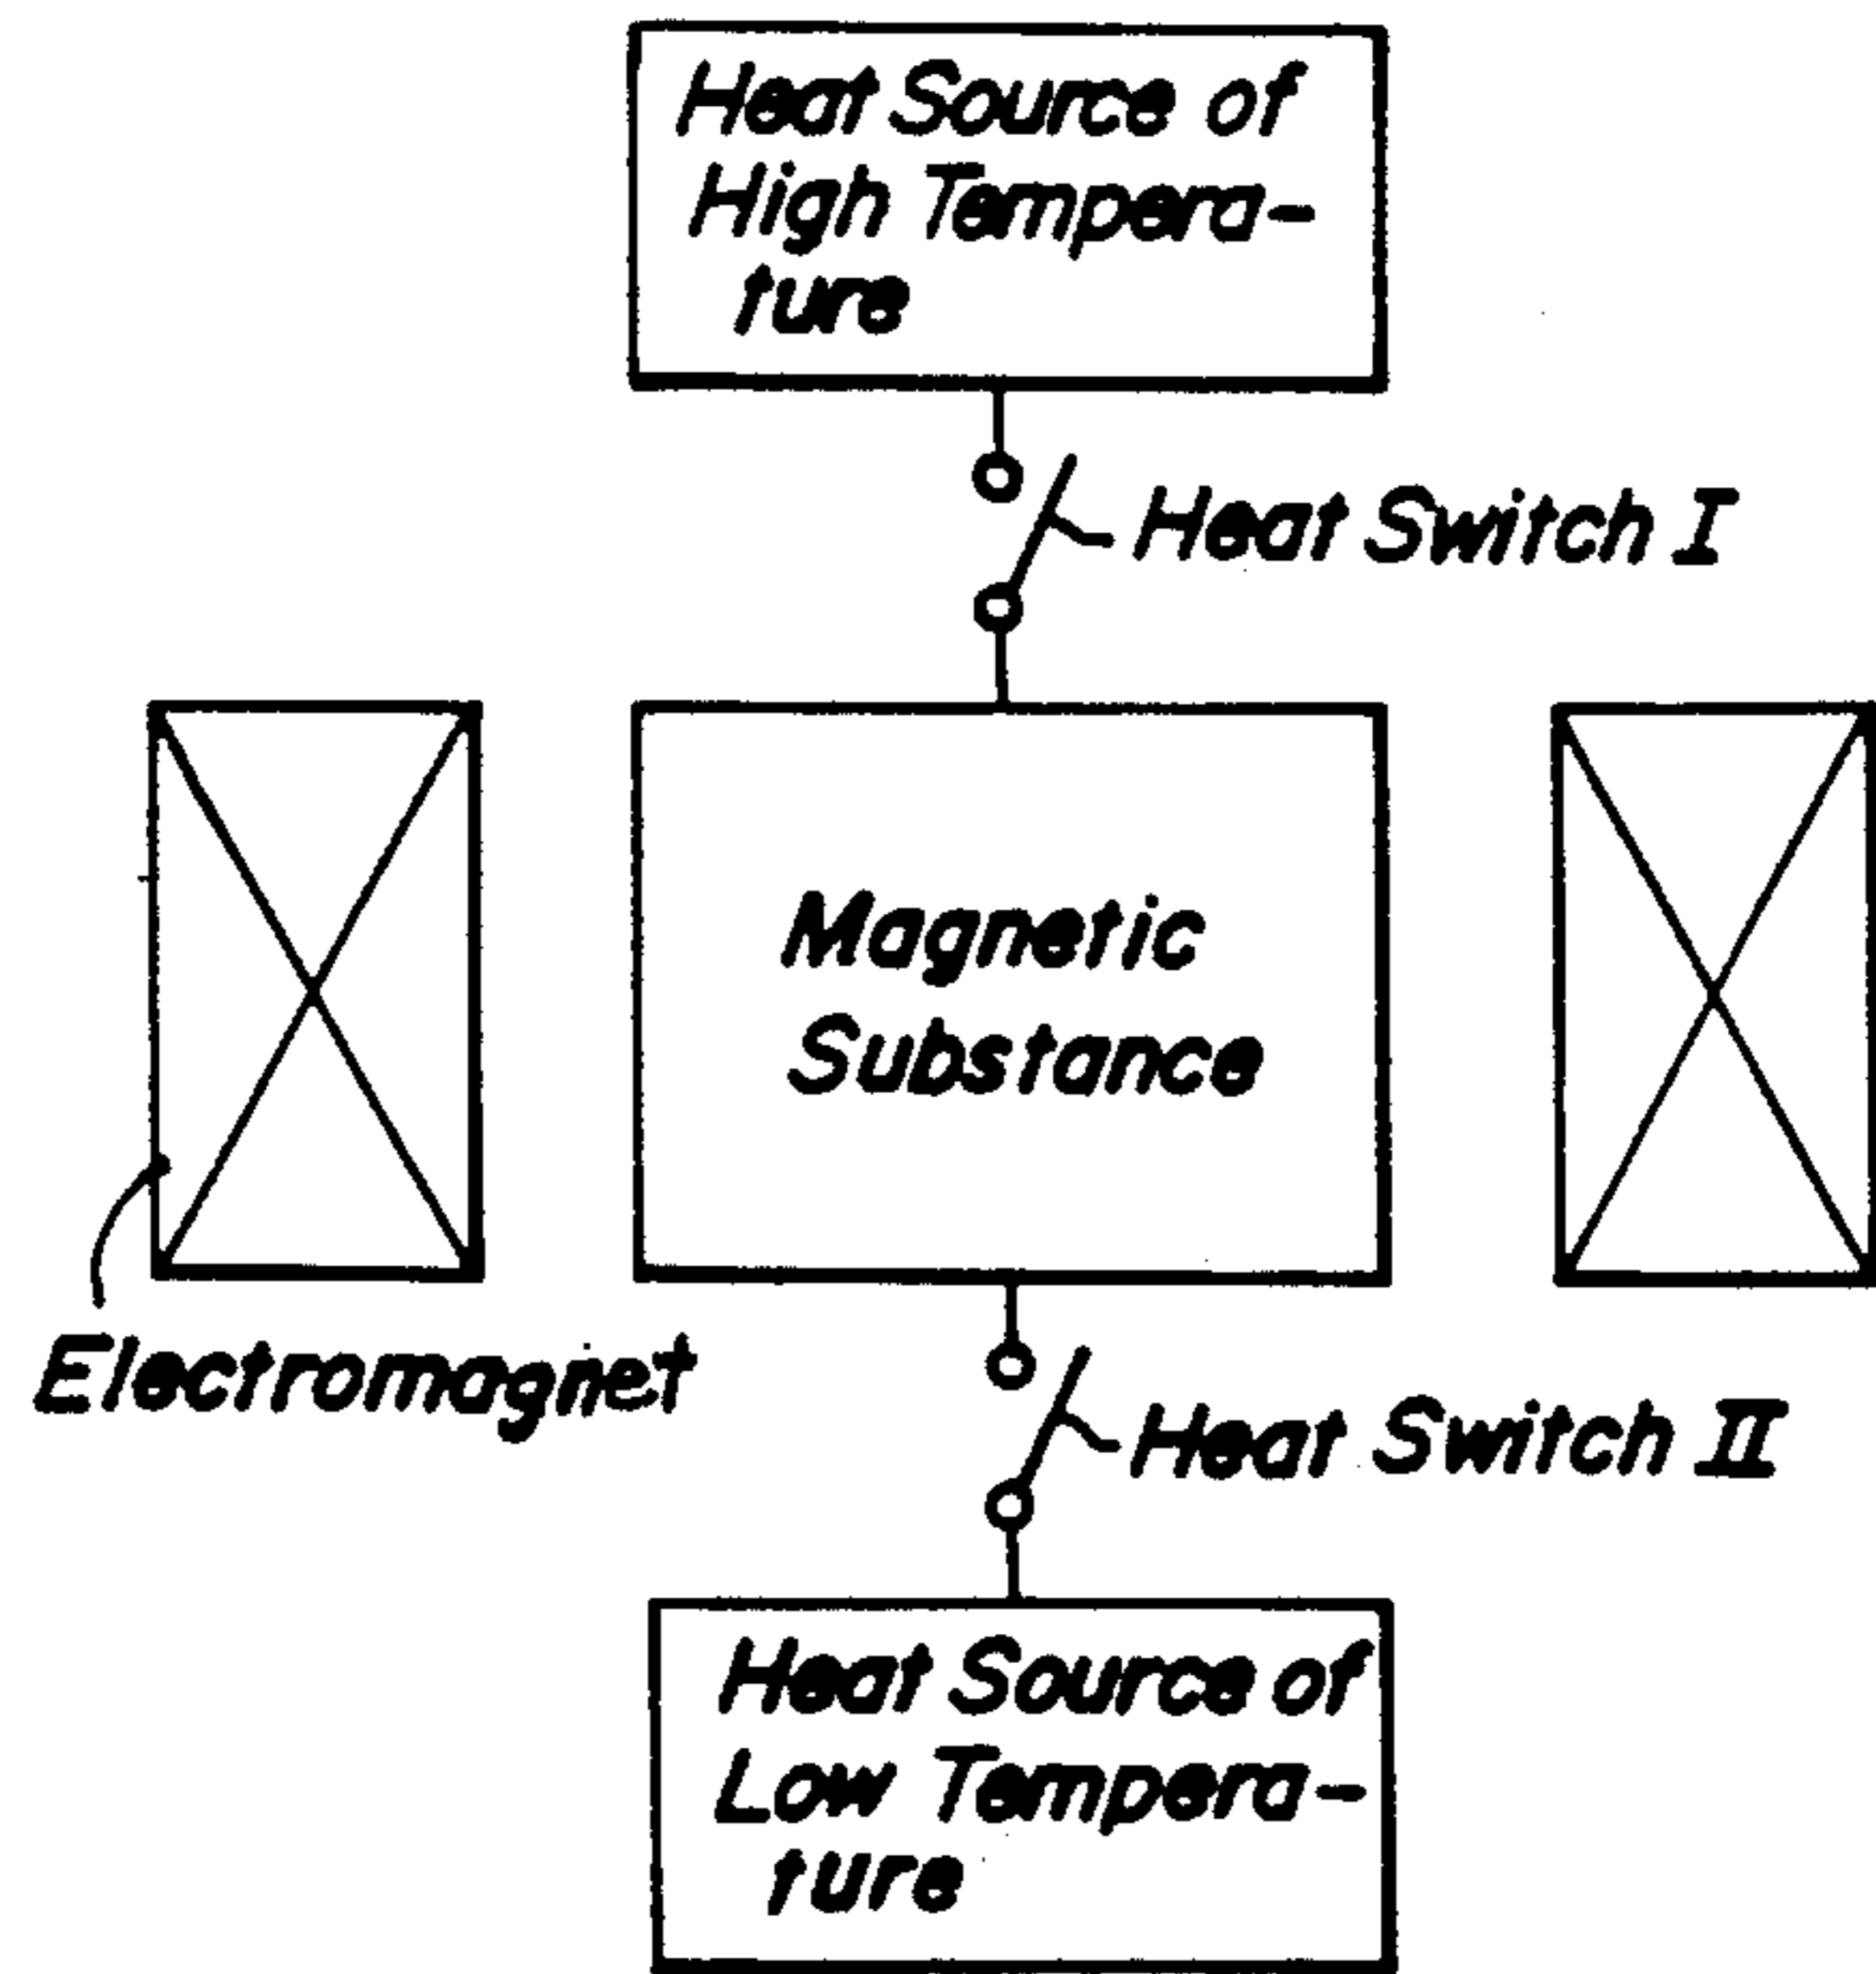 Heat Source of
High Tempera-
ture
Heat Switch I
Magnetic
Substance
Electromagnet
Heat Switch II
Heat Source of
Low Tempera-
ture